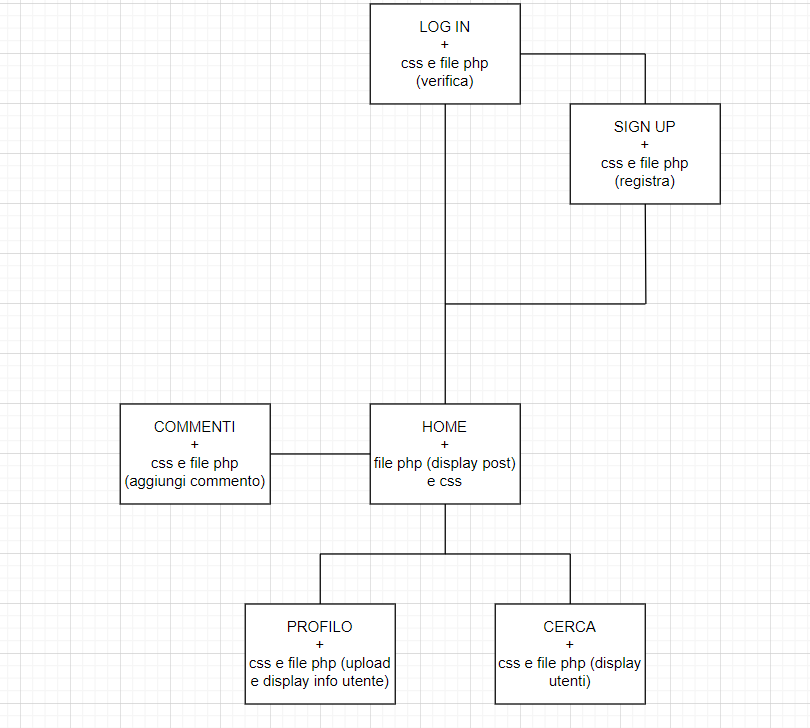 LOG IN
+
css e file php
(verifica)
SIGN UP
+
css e file php
(registra)
COMMENTI
+
css e file php
(aggiungi commento)
HOME
+
file php (display post)
e css
PROFILO
+
css e file php (upload
e display info utente)
CERCA
+
css e file php (display
utenti)